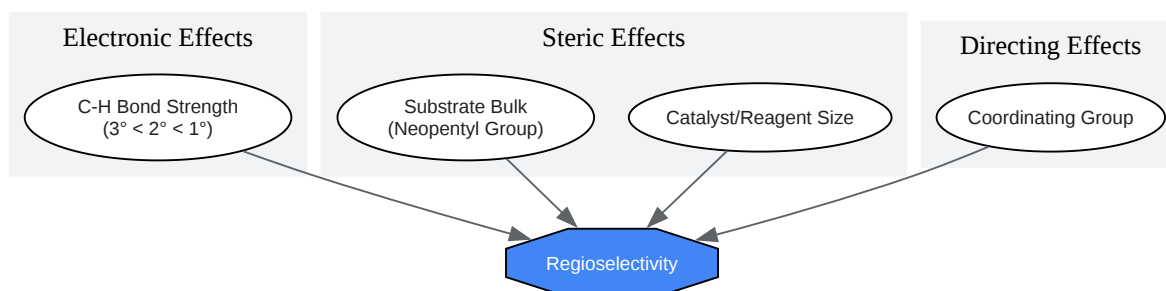 Electronic Effects
Steric Effects
Directing Effects
C-H Bond Strength
(3° < 2° < 1°)
Substrate Bulk
(Neopentyl Group)
Catalyst/Reagent Size
Coordinating Group
Regioselectivity